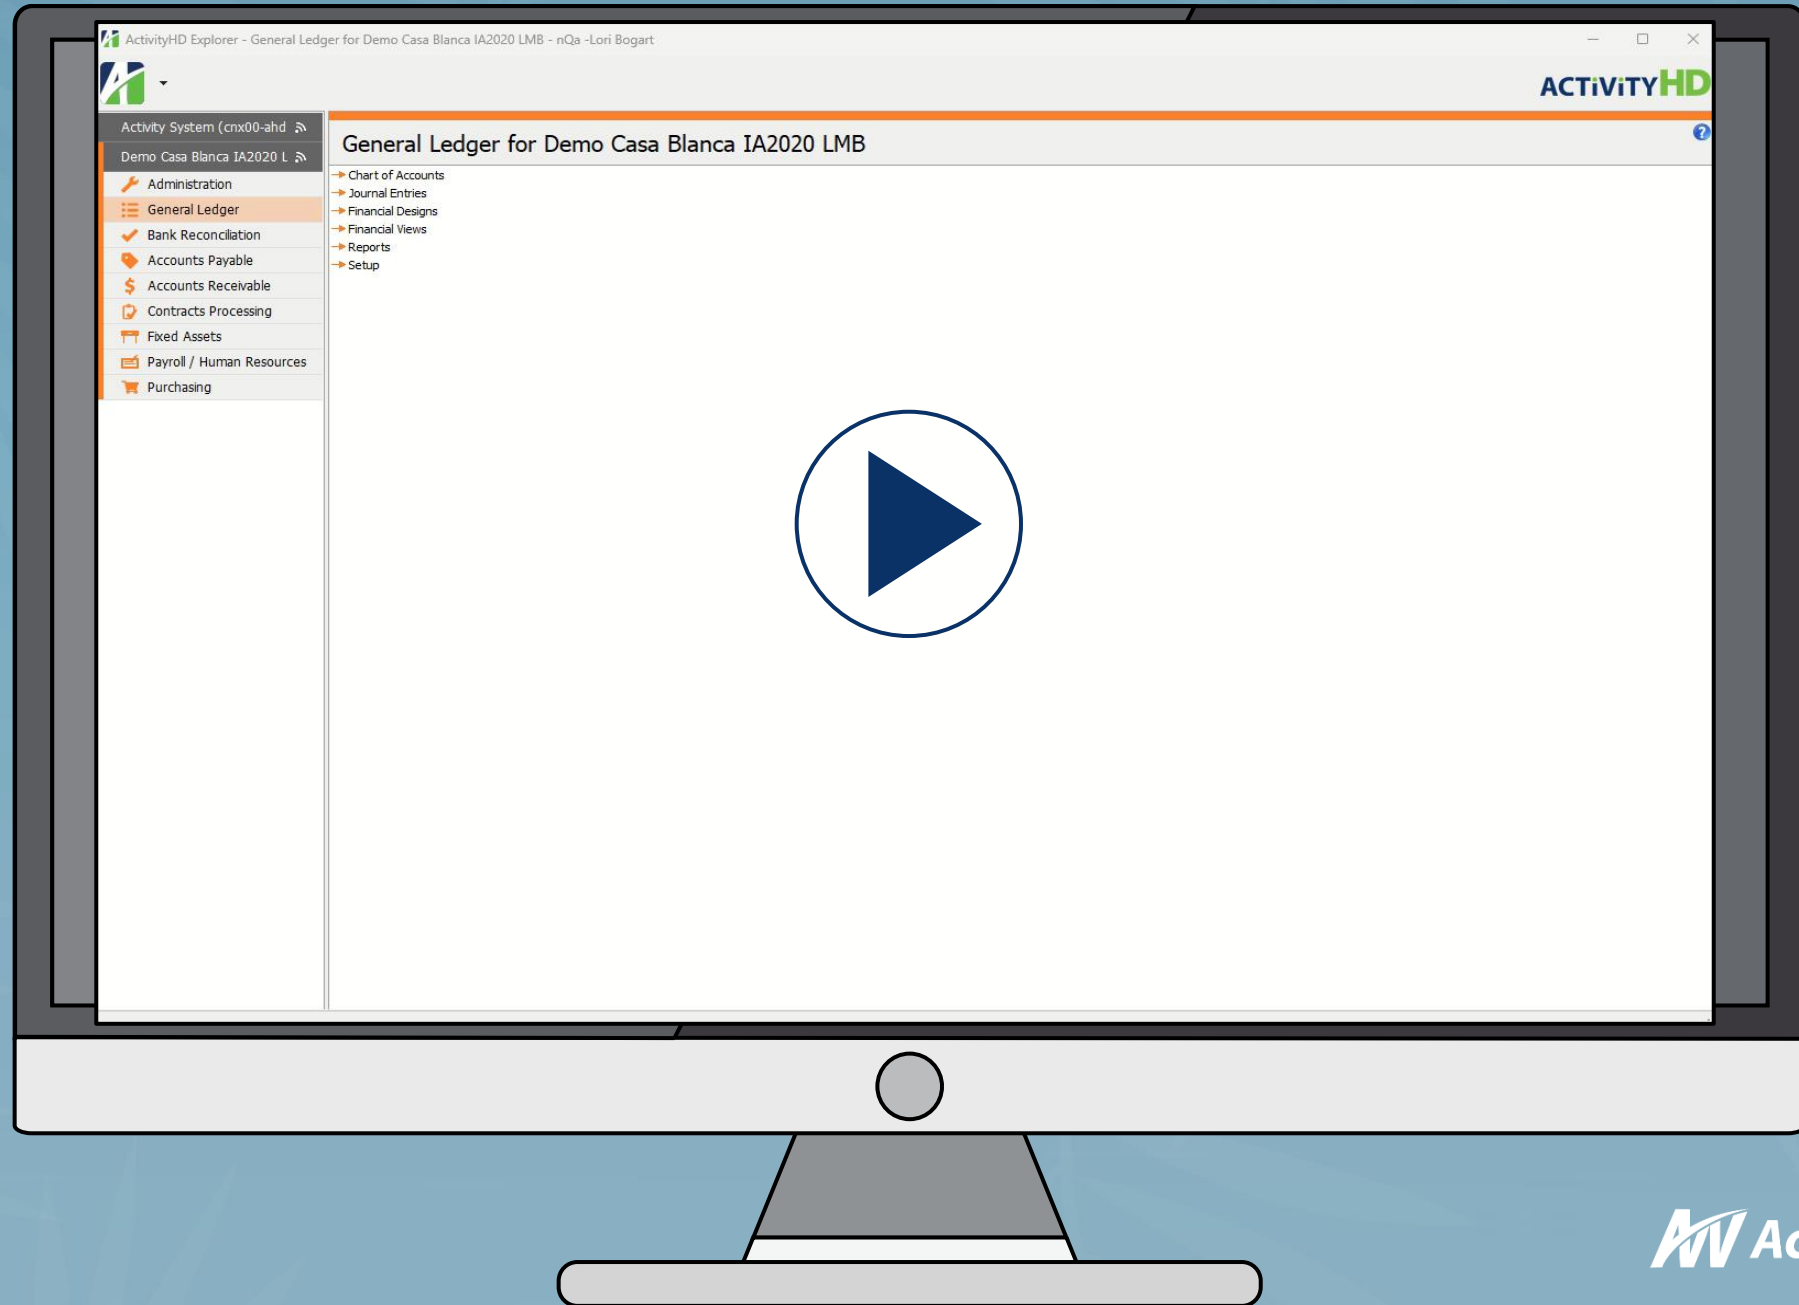 ActivityHD Explorer - General Ledger for Demo Casa Blanca IA2020 LMB - nQa -Lori Bogart
ACTiViTYHD
Activity System (cnx00-ahd
Demo Casa Blanca IA2020 L
General Ledger for Demo Casa Blanca IA2020 LMB
Administration
General Ledger
Bank Reconciliation
Accounts Payable
Accounts Receivable
Contracts Processing
Fixed Assets
Payroll / Human Resources
Purchasing
Chart of Accounts
Journal Entries
Financial Designs
Financial Views
Reports
Setup
AW Ac